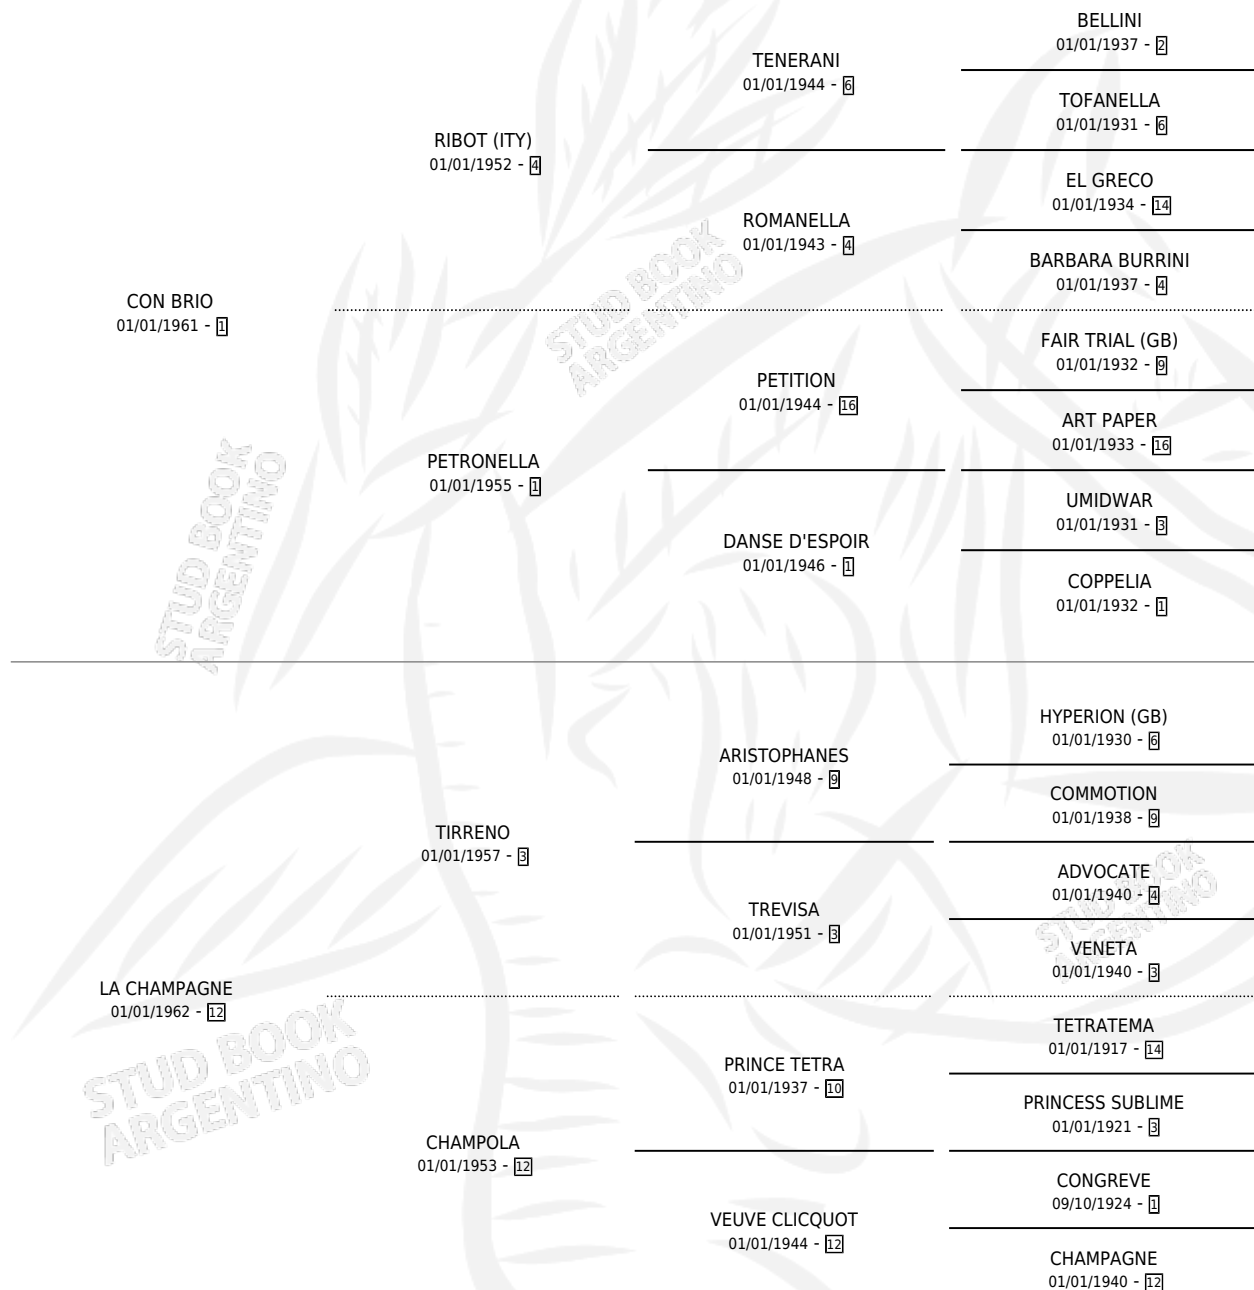 BELLINI
01/01/1937 - 2
TENERANI
01/01/1944 - 6
TOFANELLA
01/01/1931 - 6
RIBOT (ITY)
01/01/1952 - 4
EL GRECO
01/01/1934 - 14
ROMANELLA
01/01/1943 - 4
BARBARA BURRINI
01/01/1937 - 4
CON BRIO
01/01/1961 - 1
FAIR TRIAL (GB)
01/01/1932 - 9
PETITION
01/01/1944 - 16
ART PAPER
01/01/1933 - 16
PETRONELLA
01/01/1955 - 1
UMIDWAR
01/01/1931 - 3
DANSE D'ESPOIR
01/01/1946 - 1
COPPELIA
01/01/1932 - 1
HYPERION (GB)
01/01/1930 - 6
ARISTOPHANES
01/01/1948 - 9
COMMOTION
01/01/1938 - 9
TIRRENO
01/01/1957 - 3
ADVOCATE
01/01/1940 - 4
TREVISA
01/01/1951 - 3
VENETA
01/01/1940 - 3
LA CHAMPAGNE
01/01/1962 - 12
TETRATEMA
01/01/1917 - 14
PRINCE TETRA
01/01/1937 - 10
PRINCESS SUBLIME
01/01/1921 - 3
CHAMPOLA
01/01/1953 - 12
CONGREVE
09/10/1924 - 1
VEUVE CLICQUOT
01/01/1944 - 12
CHAMPAGNE
01/01/1940 - 12
STUD BOOK
ARGENTINO
STUD BOOK
ARGENTINO
STUD BOOK
ARGENTINO
STUD BOOK
ARGENTINO